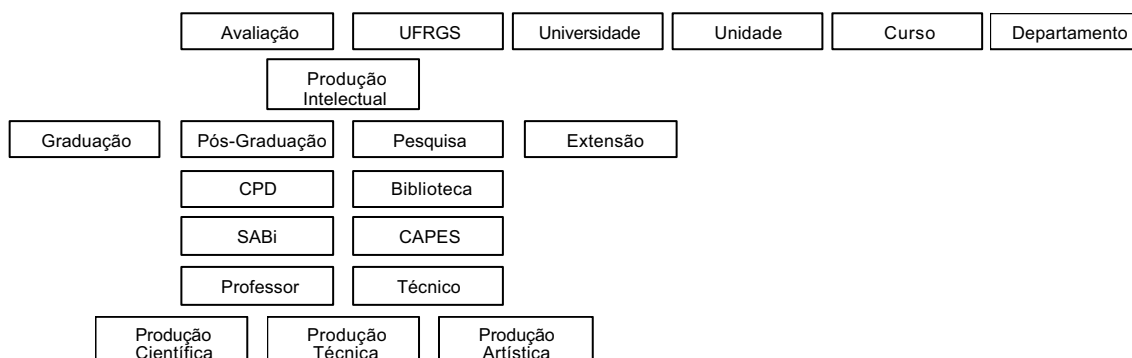 Avaliação UFRGS Universidade Unidade Curso Departamento
Produção
Intelectual
Graduação Pós-Graduação Pesquisa Extensão
CPD Biblioteca
SABi CAPES
Professor Técnico
Produção Produção Produção
Científica Técnica Artística